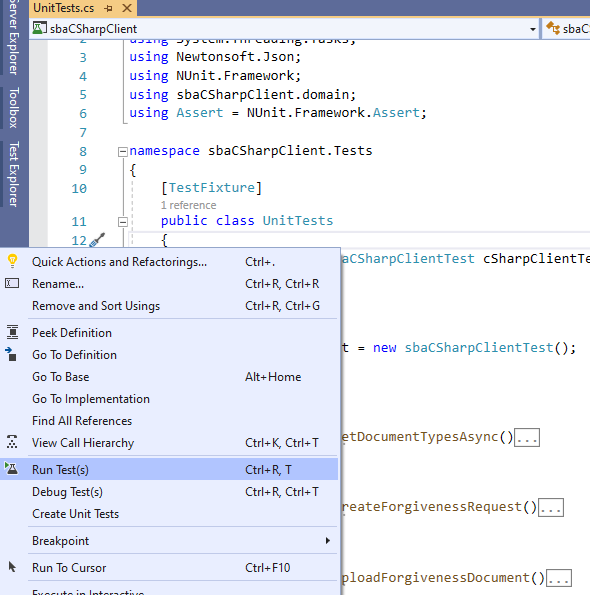 UnitTests.cs
Server Explorer
Toolbox
Test Explorer
sbaCSharpClient
sbaC
2 using System.Threading.Tasks;
3 using Newtonsoft.Json;
4 using NUnit.Framework;
5 using sbaCSharpClient.domain;
6 using Assert = NUnit.Framework.Assert;
7
8 namespace sbaCSharpClient.Tests
9 {
10 [TestFixture]
1 reference
11 public class UnitTests
12 {
aCSharpClientTest cSharpClientTe
t = new sbaCSharpClientTest();
etDocumentTypesAsync()...
reateForgivenessRequest()...
ploadForgivenessDocument()...
Quick Actions and Refactorings... Ctrl+.
Rename... Ctrl+R, Ctrl+R
Remove and Sort Usings Ctrl+R, Ctrl+G
Peek Definition
Go To Definition
Go To Base Alt+Home
Go To Implementation
Find All References
View Call Hierarchy Ctrl+K, Ctrl+T
Run Test(s) Ctrl+R, T
Debug Test(s) Ctrl+R, Ctrl+T
Create Unit Tests
Breakpoint
Run To Cursor Ctrl+F10
Execute in Interactive